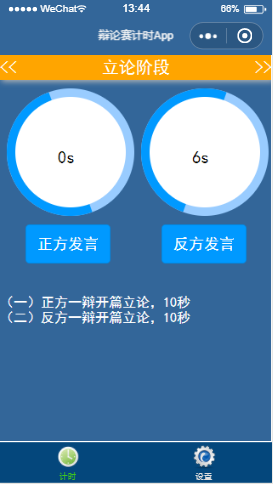 WeChat 13:44 66%
辩论赛计时App
<< 立论阶段 >>
0s 6s
正方发言 反方发言
（一）正方一辩开篇立论，10秒
（二）反方一辩开篇立论，10秒
计时 设置